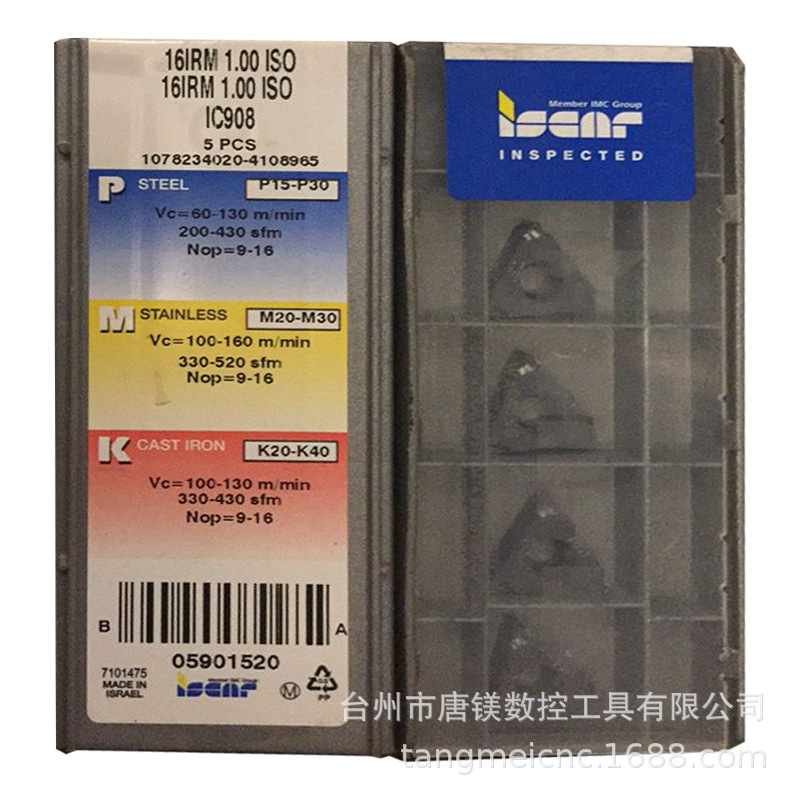 16IRM 1.00 ISO
16IRM 1.00 ISO
IC908
5 PCS
1078234020-4108965
P STEEL P15-P30
Vc=60-130 m/min
200-430 sfm
Nop=9-16
M STAINLESS M20-M30
Vc=100-160 m/min
330-520 sfm
Nop=9-16
K CAST IRON K20-K40
Vc=100-130 m/min
330-430 sfm
Nop=9-16
B A
05901520
7101475
MADE IN
ISRAEL
Member IMC Group
iscar
M
PP
Member IMC Group
iscar
INSPECTED
台州市唐镁数控工具有限公司
tangmeicnc.1688.com